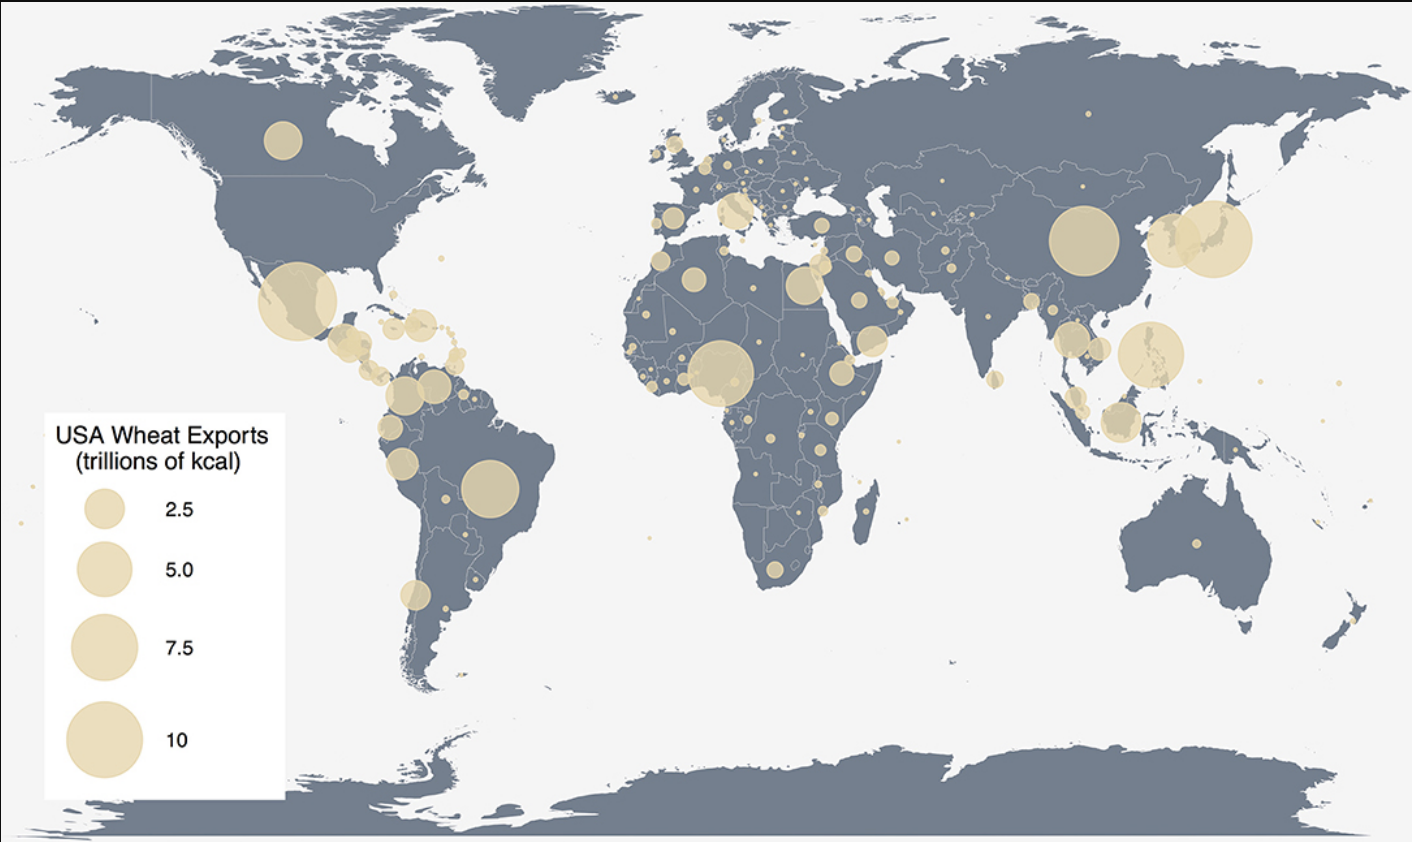 USA Wheat Exports
(trillions of kcal)
2.5
5.0
7.5
10